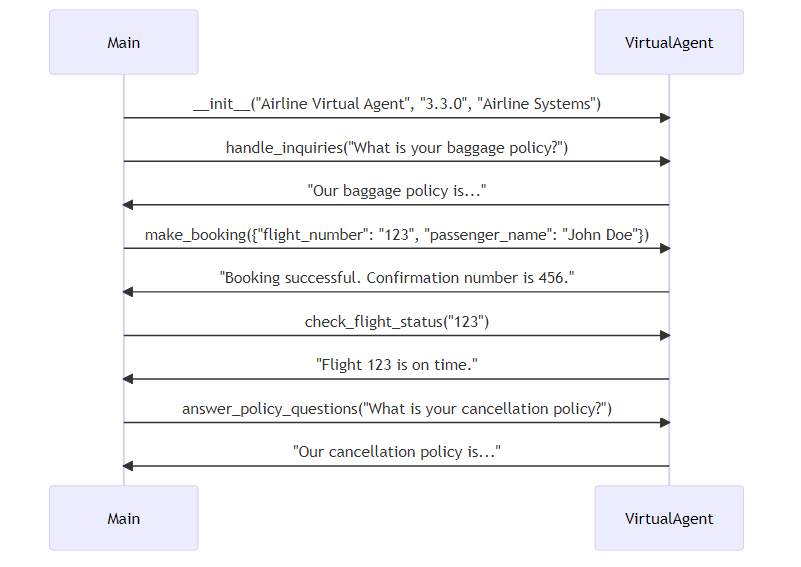 Main
VirtualAgent
__init__("Airline Virtual Agent", "3.3.0", "Airline Systems")
handle_inquiries("What is your baggage policy?")
"Our baggage policy is..."
make_booking({"flight_number": "123", "passenger_name": "John Doe"})
"Booking successful. Confirmation number is 456."
check_flight_status("123")
"Flight 123 is on time."
answer_policy_questions("What is your cancellation policy?")
"Our cancellation policy is..."
Main
VirtualAgent